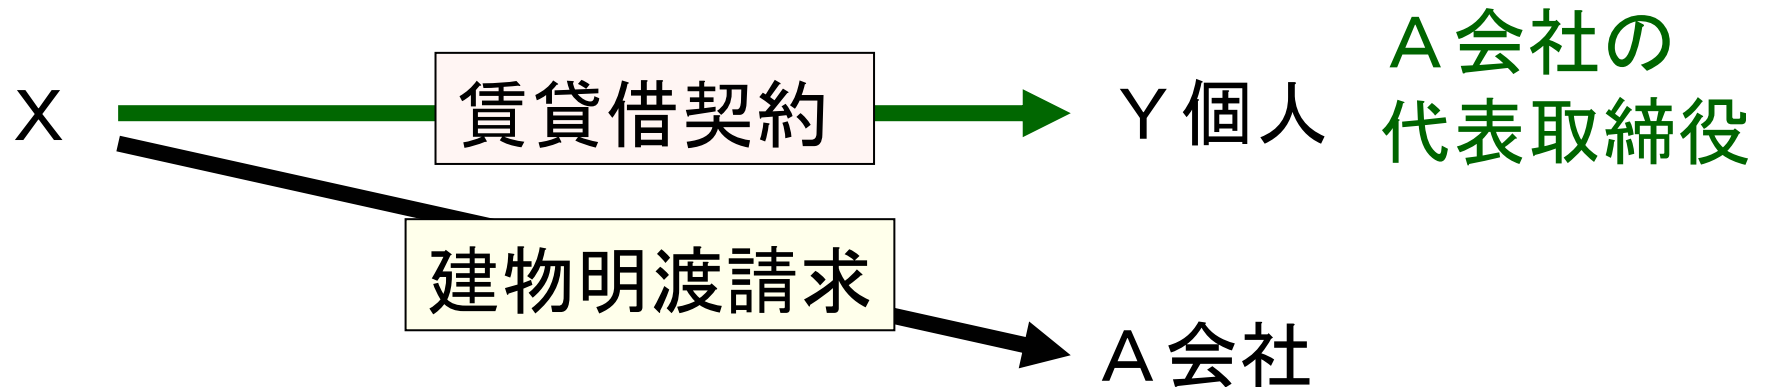 A会社の
代表取締役
X
賃貸借契約
Y個人
建物明渡請求
A会社